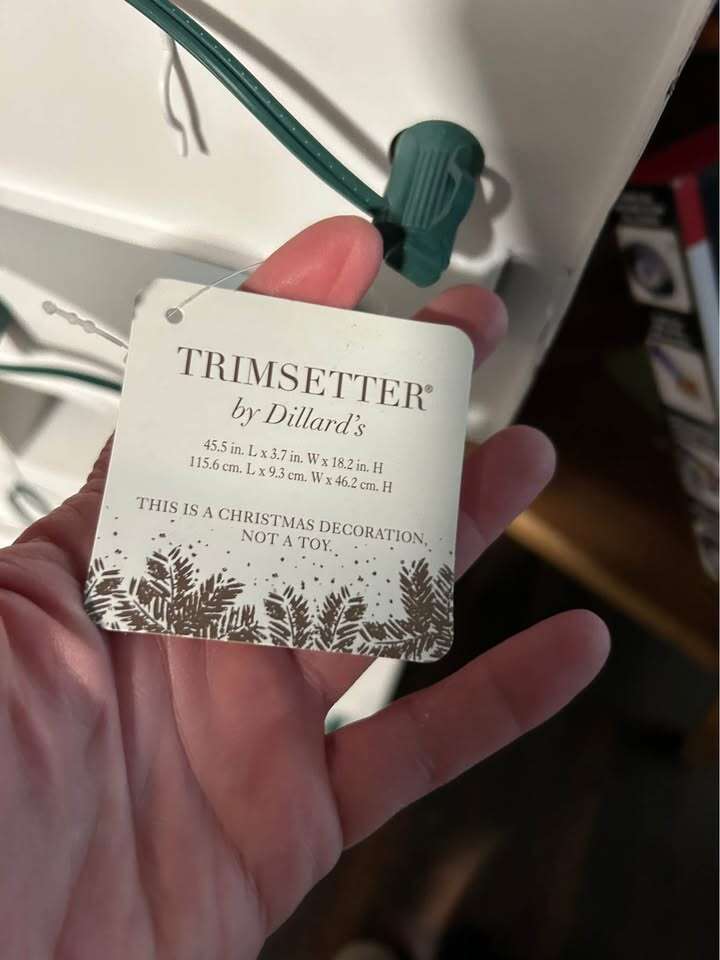 TRIMSETTER®
by Dillard's
45.5 in. L x 3.7 in. W x 18.2 in. H
115.6 cm. L x 9.3 cm. W x 46.2 cm. H
THIS IS A CHRISTMAS DECORATION,
NOT A TOY.